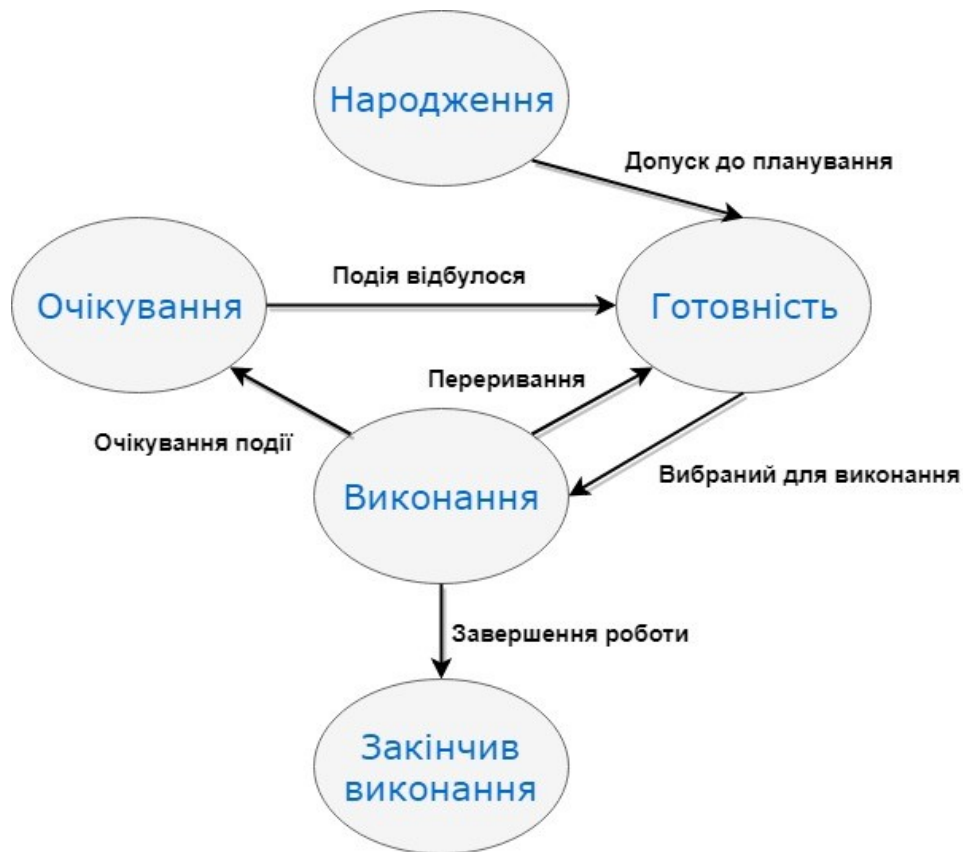 Народження
Допуск до планування
Подія відбулося
Очікування
Готовність
Переривання
Очікування події
Вибраний для виконання
Виконання
Завершення роботи
Закінчив
виконання